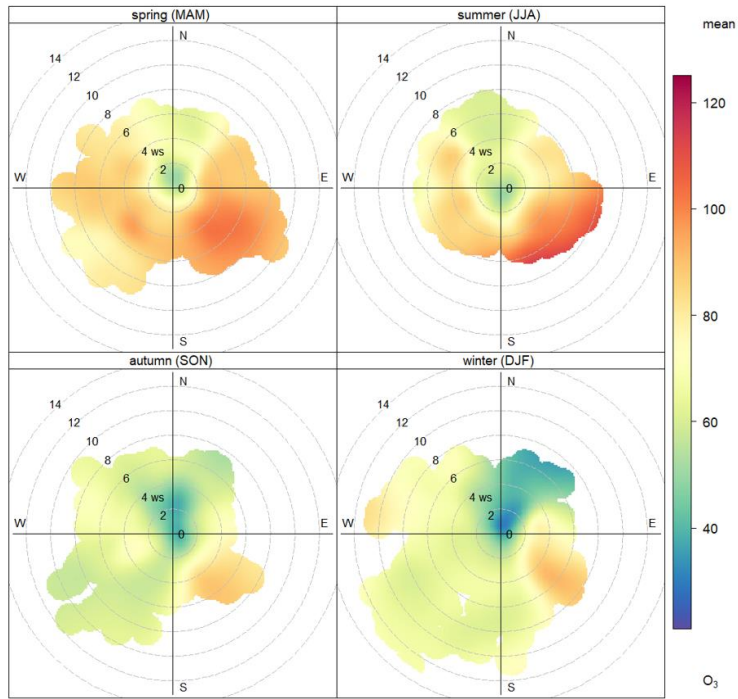 spring (MAM)
N
14
12
10
8
6
4 ws
2
0
W
E
S
summer (JJA)
N
14
12
10
8
6
4 ws
2
0
W
E
S
autumn (SON)
N
14
12
10
8
6
4 ws
2
0
W
E
S
winter (DJF)
N
14
12
10
8
6
4 ws
2
0
W
E
S
mean
120
100
80
60
40
O₃